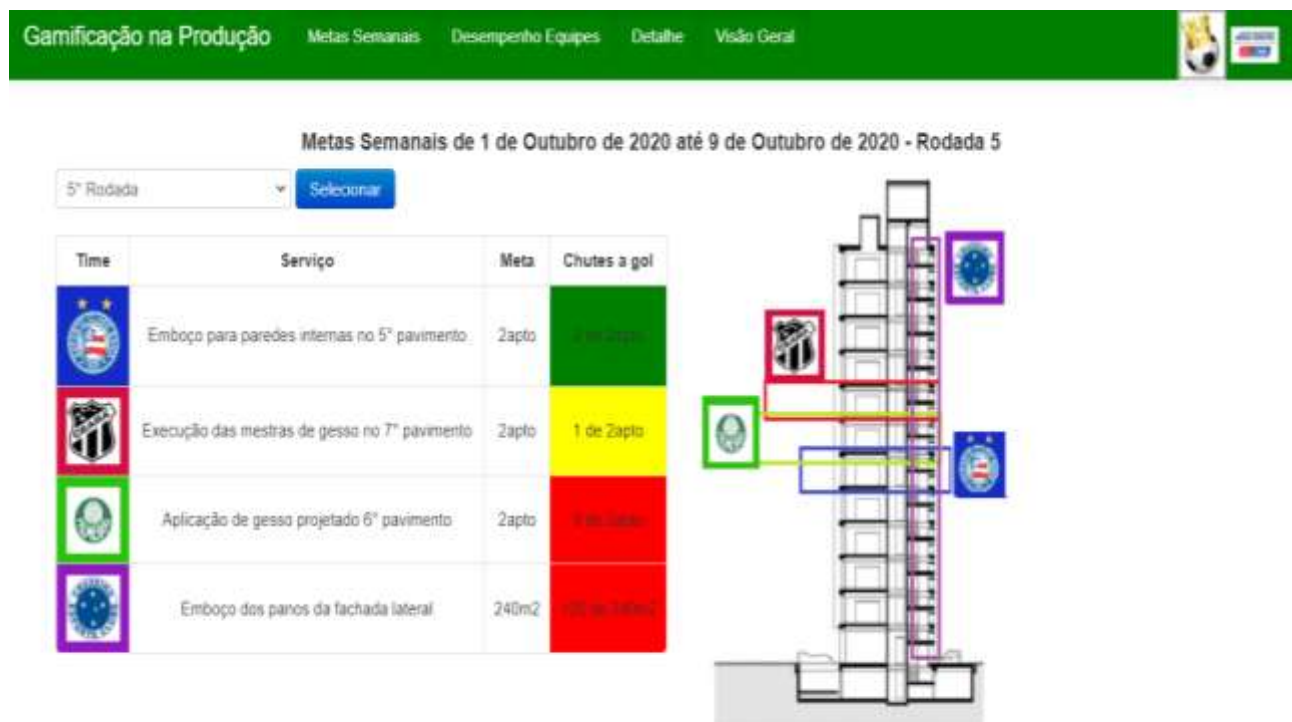 Gamificação na Produção Metas Semanais Desempenho Equipes Detalhe Visão Geral
Metas Semanais de 1 de Outubro de 2020 até 9 de Outubro de 2020 - Rodada 5
5° Rodada Selecionar
Time Serviço Meta Chutes a gol
Emboço para paredes internas no 5° pavimento 2apto
Execução das mestras de gesso no 7° pavimento 2apto 1 de 2apto
Aplicação de gesso projetado 6° pavimento 2apto
Emboço dos panos da fachada lateral 240m2